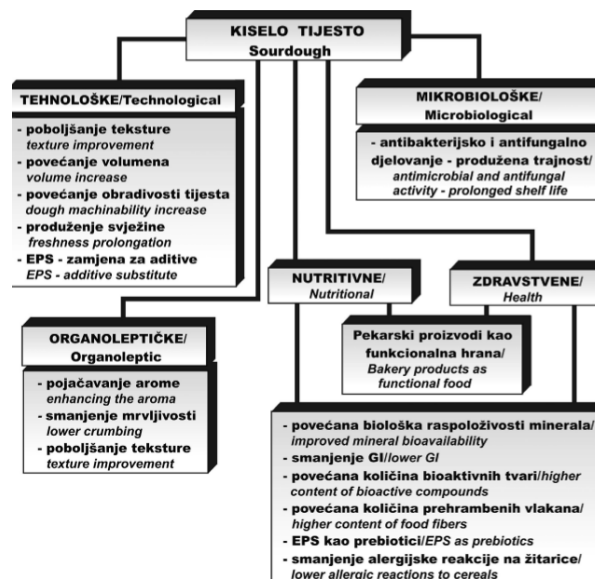 KISELO TIJESTO
Sourdough
TEHNOLOŠKE/Technological
- poboljšanje teksture
texture improvement
- povećanje volumena
volume increase
- povećanje obradivosti tijesta
dough machinability increase
- produženje svježine
freshness prolongation
- EPS - zamjena za aditive
EPS - additive substitute
MIKROBIOLOŠKE/
Microbiological
- antibakterijsko i antifungalno
djelovanje - produžena trajnost/
antimicrobial and antifungal
activity - prolonged shelf life
NUTRITIVNE/
Nutritional
ZDRAVSTVENE/
Health
ORGANOLEPTIČKE/
Organoleptic
- pojačavanje arome
enhancing the aroma
- smanjenje mrvljivosti
lower crumbing
- poboljšanje teksture
texture improvement
Pekarski proizvodi kao
funkcionalna hrana/
Bakery products as
functional food
- povećana biološka raspoloživosti minerala/
improved mineral bioavailability
- smanjenje GI/lower GI
- povećana količina bioaktivnih tvari/higher
content of bioactive compounds
- povećana količina prehrambenih vlakana/
higher content of food fibers
- EPS kao prebiotici/EPS as prebiotics
- smanjenje alergijske reakcije na žitarice/
lower allergic reactions to cereals